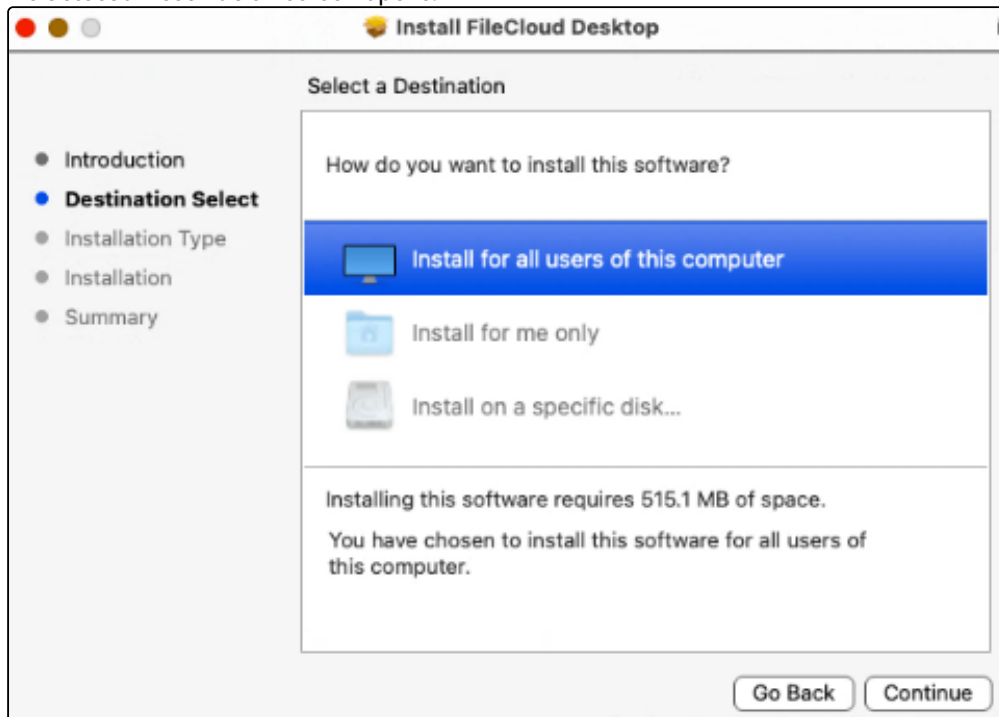 Install FileCloud Desktop
Select a Destination
Introduction
Destination Select
Installation Type
Installation
Summary
How do you want to install this software?
Install for all users of this computer
Install for me only
Install on a specific disk...
Installing this software requires 515.1 MB of space.
You have chosen to install this software for all users of
this computer.
Go Back
Continue